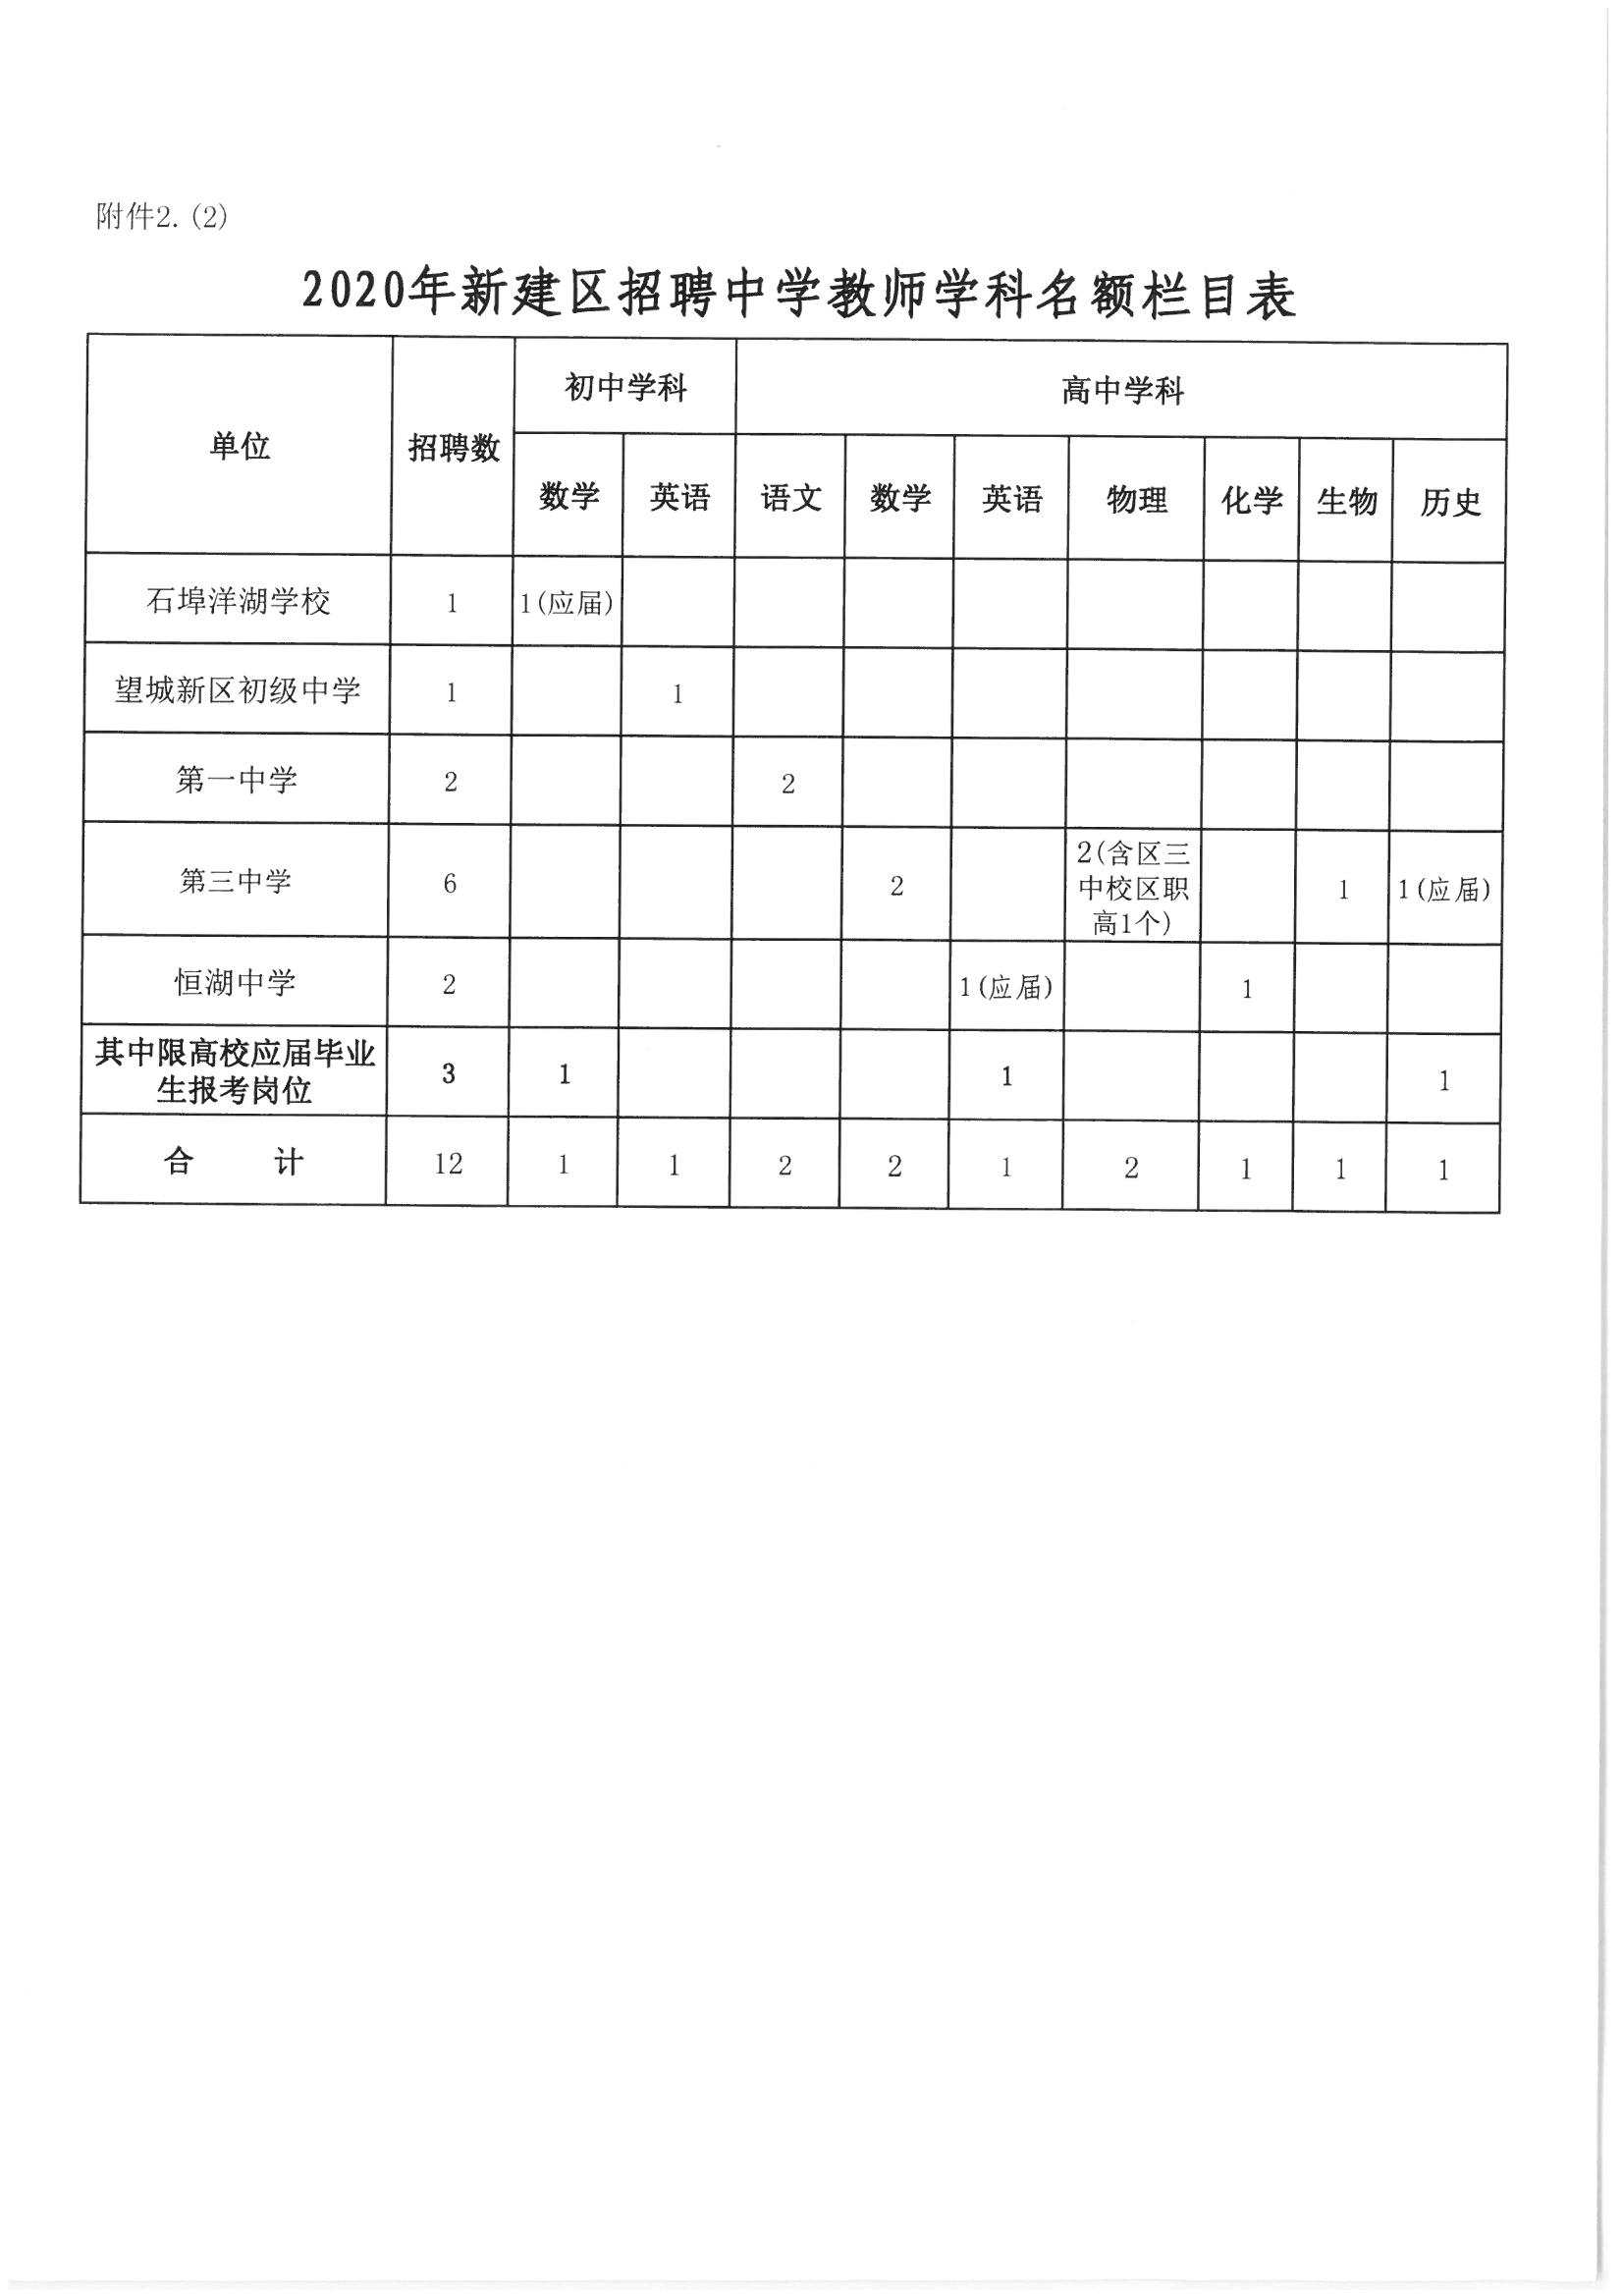 附件2.(2)
2020年新建区招聘中学教师学科名额栏目表
单位 招聘数 初中学科 高中学科
数学 英语 语文 数学 英语 物理 化学 生物 历史
石埠洋湖学校 1 1(应届)
望城新区初级中学 1 1
第一中学 2 2
第三中学 6 2 2(含区三中校区职高1个) 1 1(应届)
恒湖中学 2 1(应届) 1
其中限高校应届毕业生报考岗位 3 1 1 1
合 计 12 1 1 2 2 1 2 1 1 1